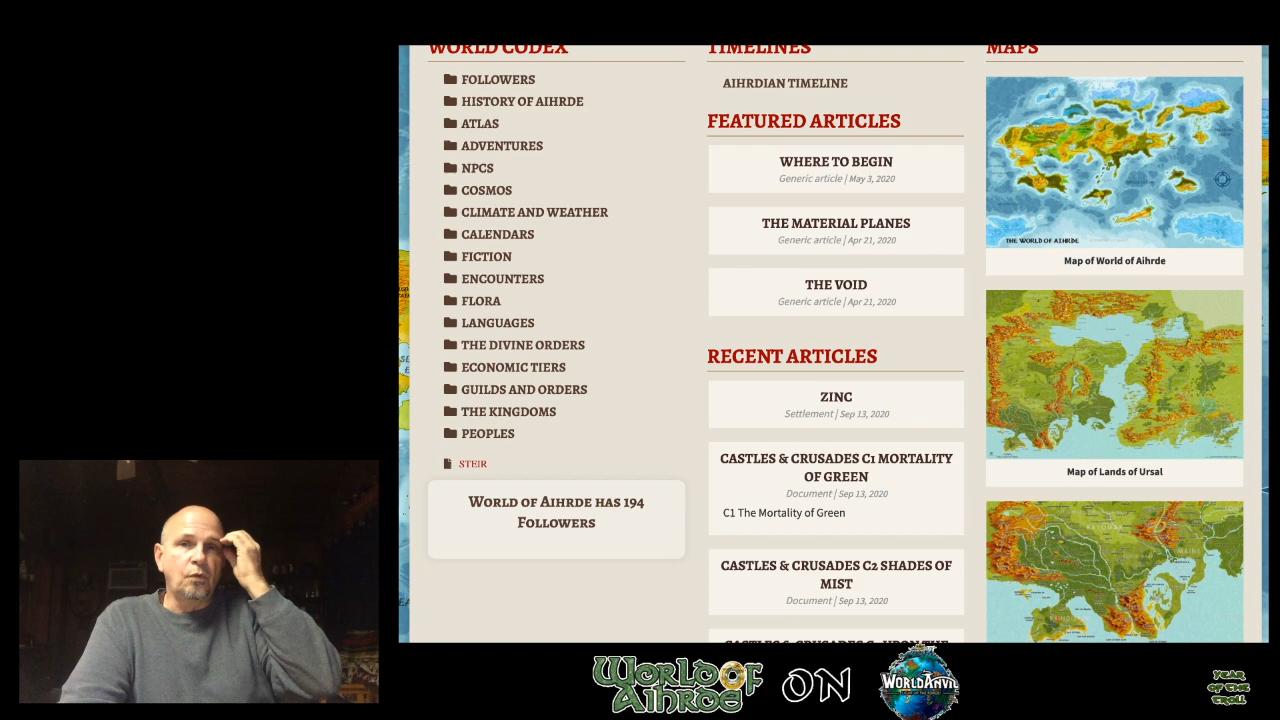 WORLD CODEX
FOLLOWERS
HISTORY OF AIHRDE
ATLAS
ADVENTURES
NPCS
COSMOS
CLIMATE AND WEATHER
CALENDARS
FICTION
ENCOUNTERS
FLORA
LANGUAGES
THE DIVINE ORDERS
ECONOMIC TIERS
GUILDS AND ORDERS
THE KINGDOMS
PEOPLES
STEIR
World of Aihrde has 194
Followers
TIMELINES
AIHRDIAN TIMELINE
FEATURED ARTICLES
WHERE TO BEGIN
Generic article | May 3, 2020
THE MATERIAL PLANES
Generic article | Apr 21, 2020
THE VOID
Generic article | Apr 21, 2020
RECENT ARTICLES
ZINC
Settlement | Sep 13, 2020
CASTLES & CRUSADES C1 MORTALITY
OF GREEN
Document | Sep 13, 2020
C1 The Mortality of Green
CASTLES & CRUSADES C2 SHADES OF
MIST
Document | Sep 13, 2020
MAPS
THE WORLD OF AIHRDE
Map of World of Aihrde
Map of Lands of Ursal
World of
Aihrde
ON
WORLDANVIL
YEAR
OF THE
TROLL